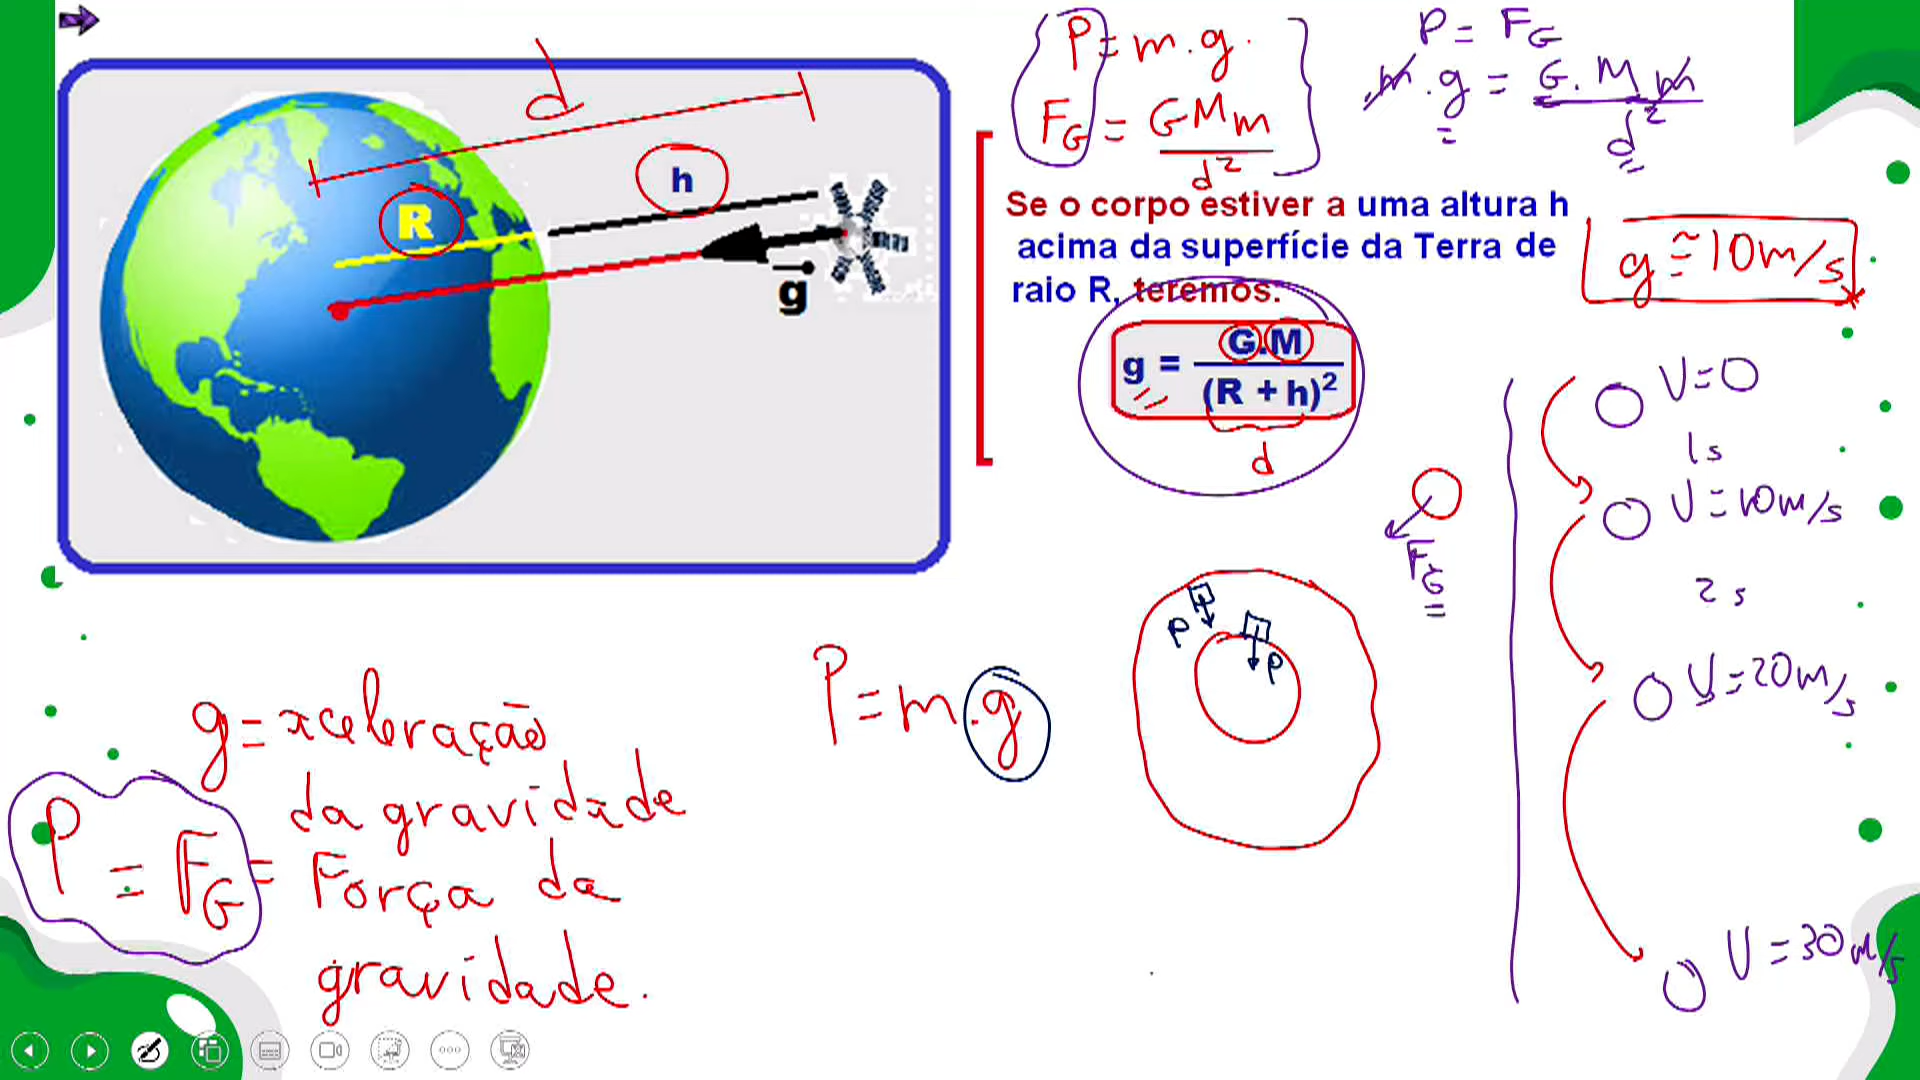 d
R
h
g
P = m.g.
F_G = GMm
d²
P = F_G
m.g = G.Mm
d²
Se o corpo estiver a uma altura h
acima da superfície da Terra de
raio R, teremos:
g = G.M
(R + h)²
d
g ≃ 10m/s
V=0
1s
V=10m/s
2s
V=20m/s
V=30m/s
F_G
P
P
P=m.g
g=aceleração
da gravidade
P = F_G = Força da
gravidade.